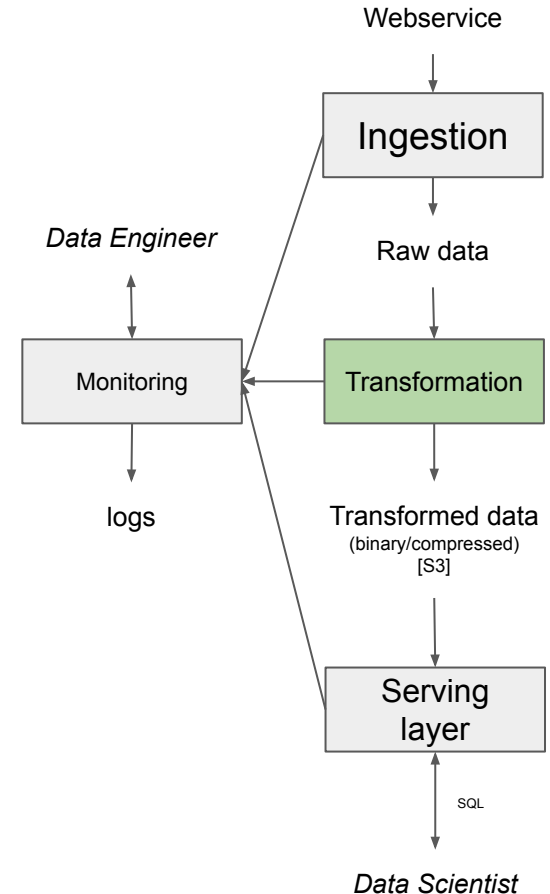 Webservice
Ingestion
Data Engineer
Raw data
Monitoring
Transformation
logs
Transformed data
(binary/compressed)
[S3]
Serving
layer
SQL
Data Scientist